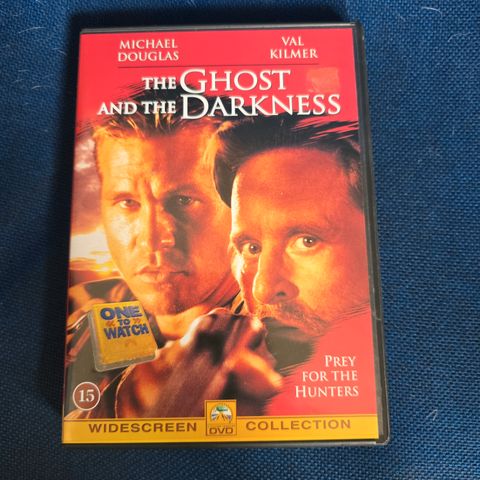 MICHAEL
DOUGLAS
VAL
KILMER
THE GHOST
AND THE DARKNESS
ONE
TO
WATCH
PREY
FOR THE
HUNTERS
15
WIDESCREEN DVD COLLECTION